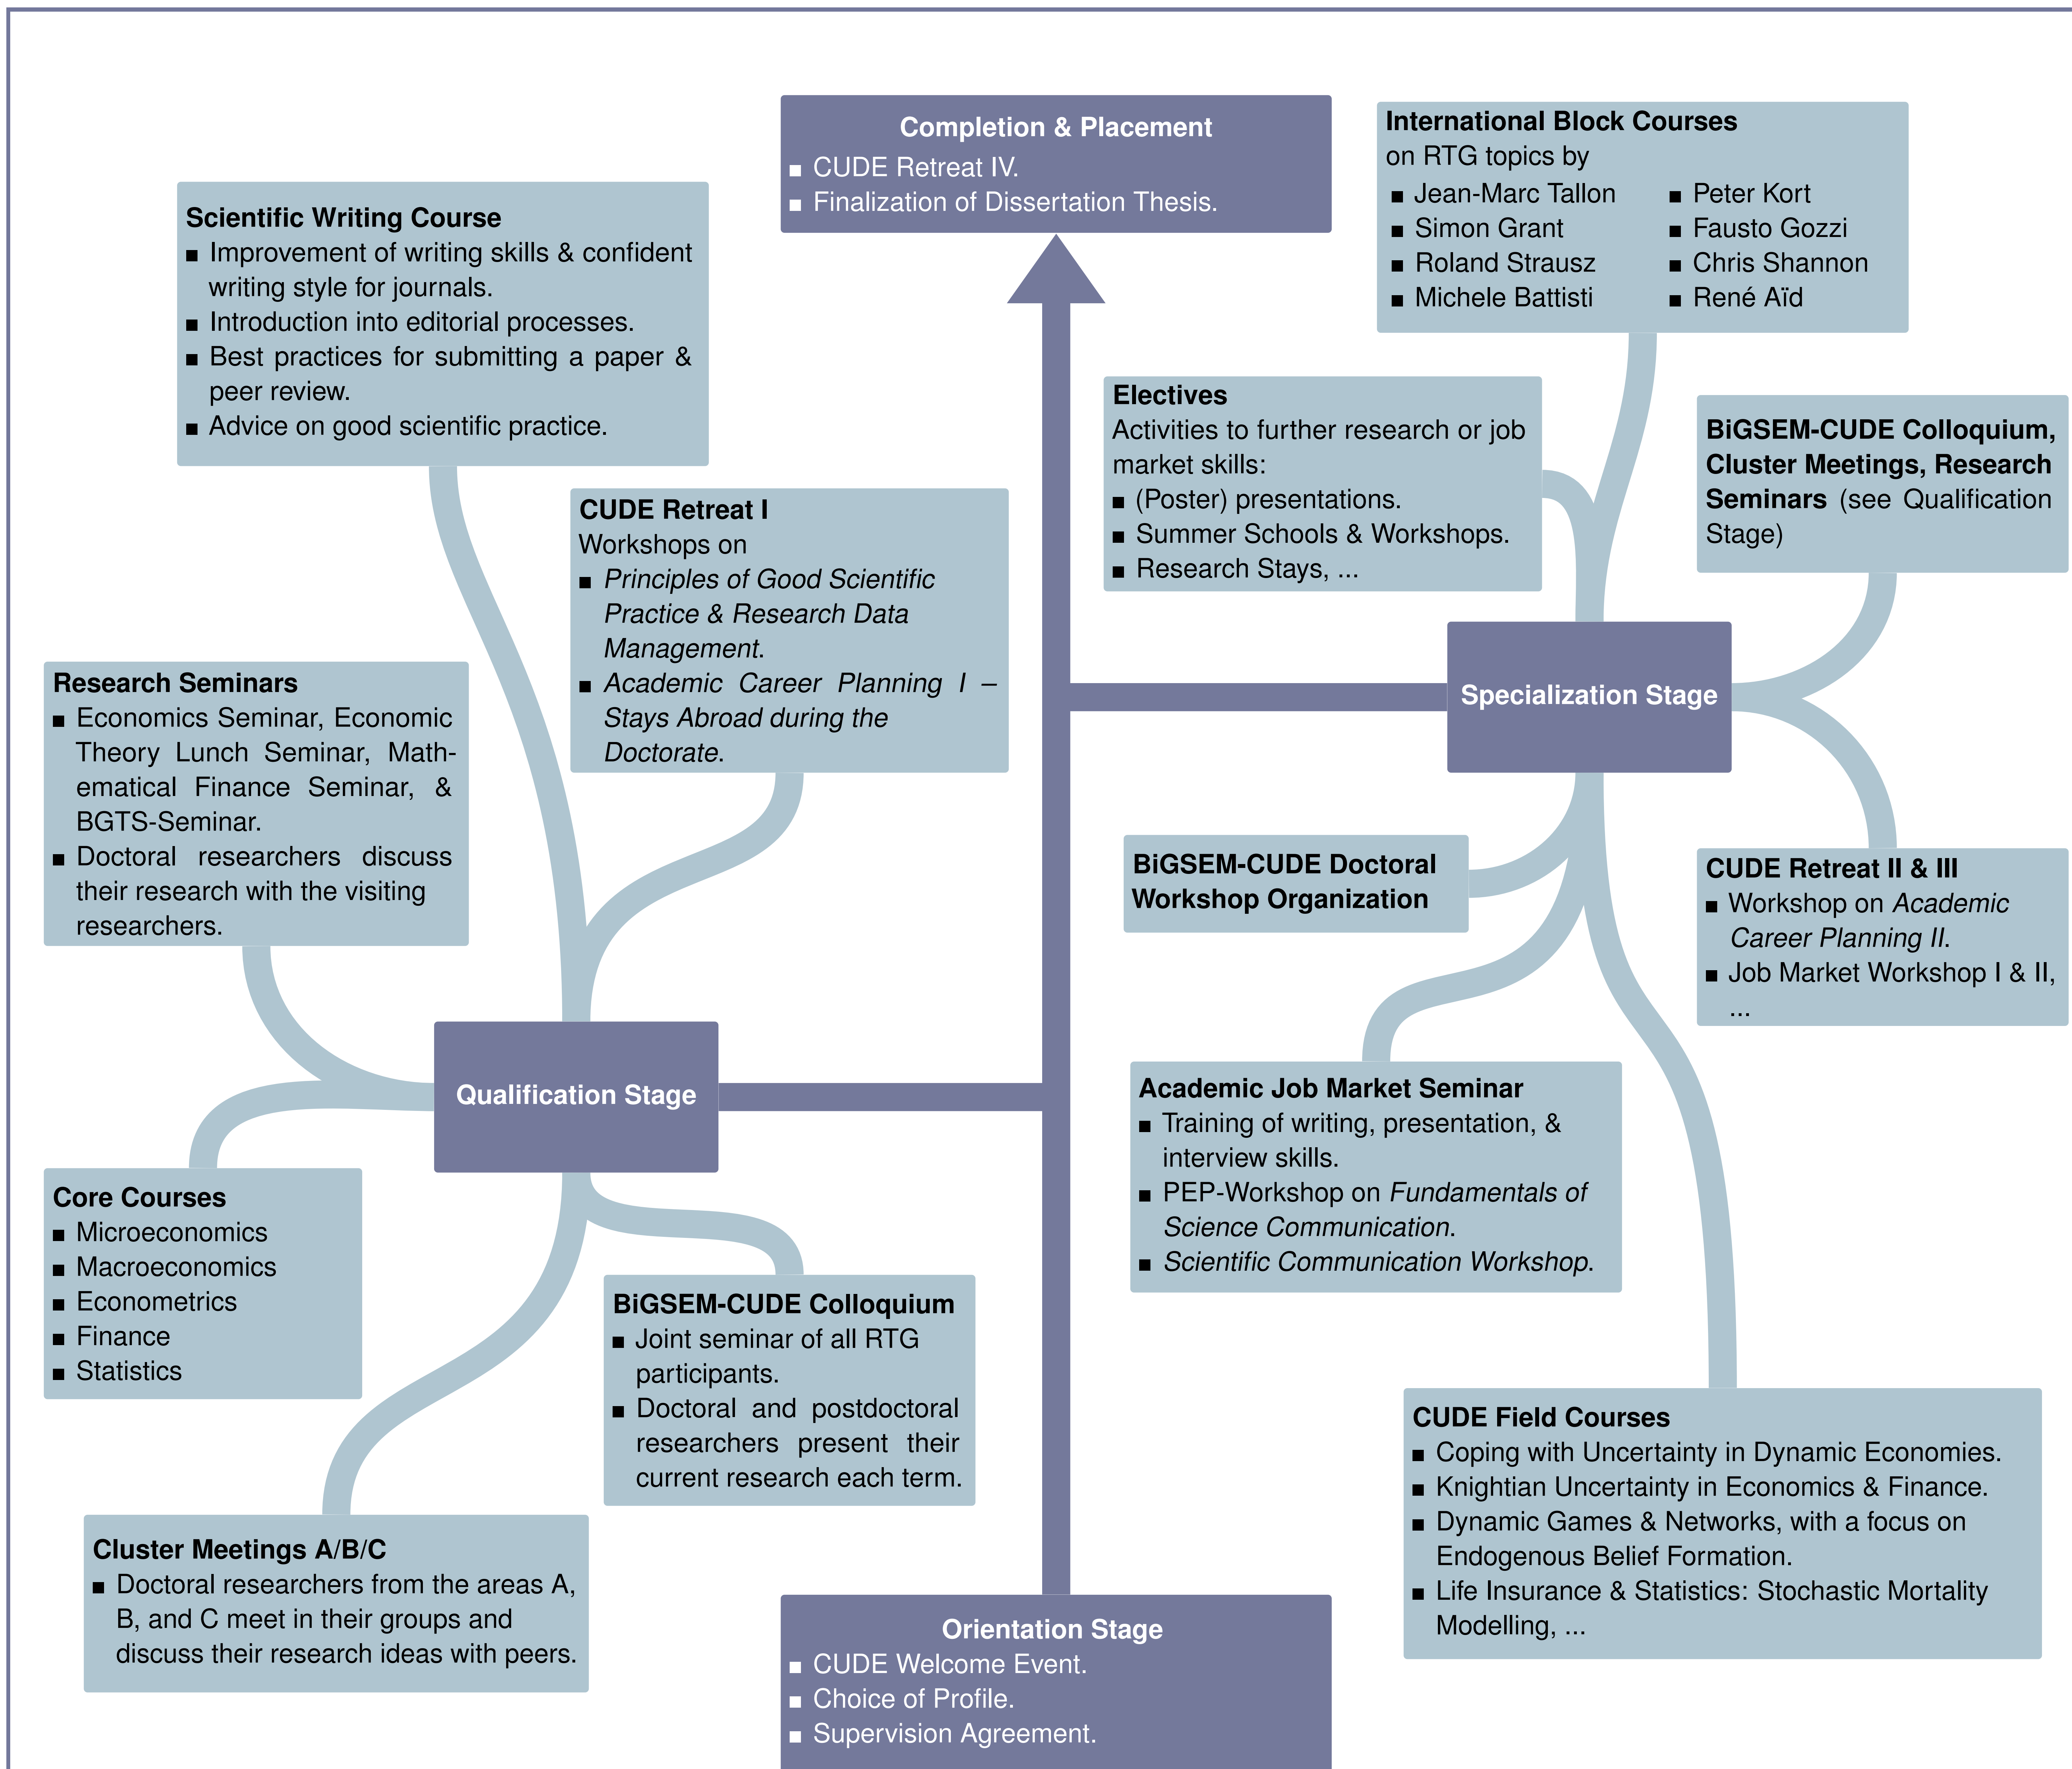 Completion & Placement
■ CUDE Retreat IV.
■ Finalization of Dissertation Thesis.
International Block Courses
on RTG topics by
■ Jean-Marc Tallon
■ Simon Grant
■ Roland Strausz
■ Michele Battisti
■ Peter Kort
■ Fausto Gozzi
■ Chris Shannon
■ René Aïd
Scientific Writing Course
■ Improvement of writing skills & confident
writing style for journals.
■ Introduction into editorial processes.
■ Best practices for submitting a paper &
peer review.
■ Advice on good scientific practice.
Electives
Activities to further research or job
market skills:
■ (Poster) presentations.
■ Summer Schools & Workshops.
■ Research Stays, ...
BiGSEM-CUDE Colloquium,
Cluster Meetings, Research
Seminars (see Qualification
Stage)
CUDE Retreat I
Workshops on
■ Principles of Good Scientific
Practice & Research Data
Management.
■ Academic Career Planning I –
Stays Abroad during the
Doctorate.
Research Seminars
■ Economics Seminar, Economic
Theory Lunch Seminar, Math-
ematical Finance Seminar, &
BGTS-Seminar.
■ Doctoral researchers discuss
their research with the visiting
researchers.
Specialization Stage
BiGSEM-CUDE Doctoral
Workshop Organization
CUDE Retreat II & III
■ Workshop on Academic
Career Planning II.
■ Job Market Workshop I & II,
...
Qualification Stage
Academic Job Market Seminar
■ Training of writing, presentation, &
interview skills.
■ PEP-Workshop on Fundamentals of
Science Communication.
■ Scientific Communication Workshop.
Core Courses
■ Microeconomics
■ Macroeconomics
■ Econometrics
■ Finance
■ Statistics
BiGSEM-CUDE Colloquium
■ Joint seminar of all RTG
participants.
■ Doctoral and postdoctoral
researchers present their
current research each term.
CUDE Field Courses
■ Coping with Uncertainty in Dynamic Economies.
■ Knightian Uncertainty in Economics & Finance.
■ Dynamic Games & Networks, with a focus on
Endogenous Belief Formation.
■ Life Insurance & Statistics: Stochastic Mortality
Modelling, ...
Cluster Meetings A/B/C
■ Doctoral researchers from the areas A,
B, and C meet in their groups and
discuss their research ideas with peers.
Orientation Stage
■ CUDE Welcome Event.
■ Choice of Profile.
■ Supervision Agreement.